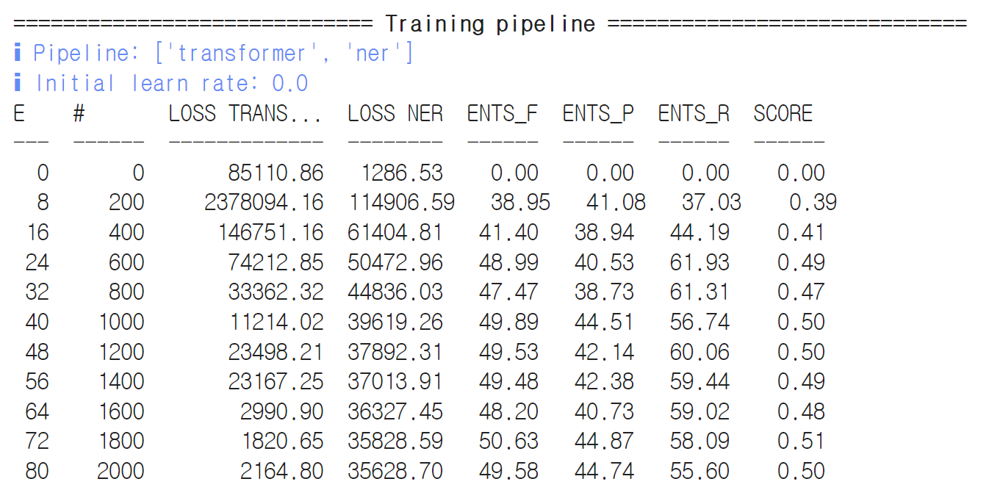 ============================= Training pipeline =============================
ℹ Pipeline: ['transformer', 'ner']
ℹ Initial learn rate: 0.0
E    #       LOSS TRANS...  LOSS NER  ENTS_F  ENTS_P  ENTS_R  SCORE
---  ------  -------------  --------  ------  ------  ------  ------
  0       0       85110.86   1286.53    0.00    0.00    0.00    0.00
  8     200     2378094.16  114906.59   38.95   41.08   37.03    0.39
 16     400      146751.16  61404.81   41.40   38.94   44.19    0.41
 24     600       74212.85  50472.96   48.99   40.53   61.93    0.49
 32     800       33362.32  44836.03   47.47   38.73   61.31    0.47
 40    1000       11214.02  39619.26   49.89   44.51   56.74    0.50
 48    1200       23498.21  37892.31   49.53   42.14   60.06    0.50
 56    1400       23167.25  37013.91   49.48   42.38   59.44    0.49
 64    1600        2990.90  36327.45   48.20   40.73   59.02    0.48
 72    1800        1820.65  35828.59   50.63   44.87   58.09    0.51
 80    2000        2164.80  35628.70   49.58   44.74   55.60    0.50